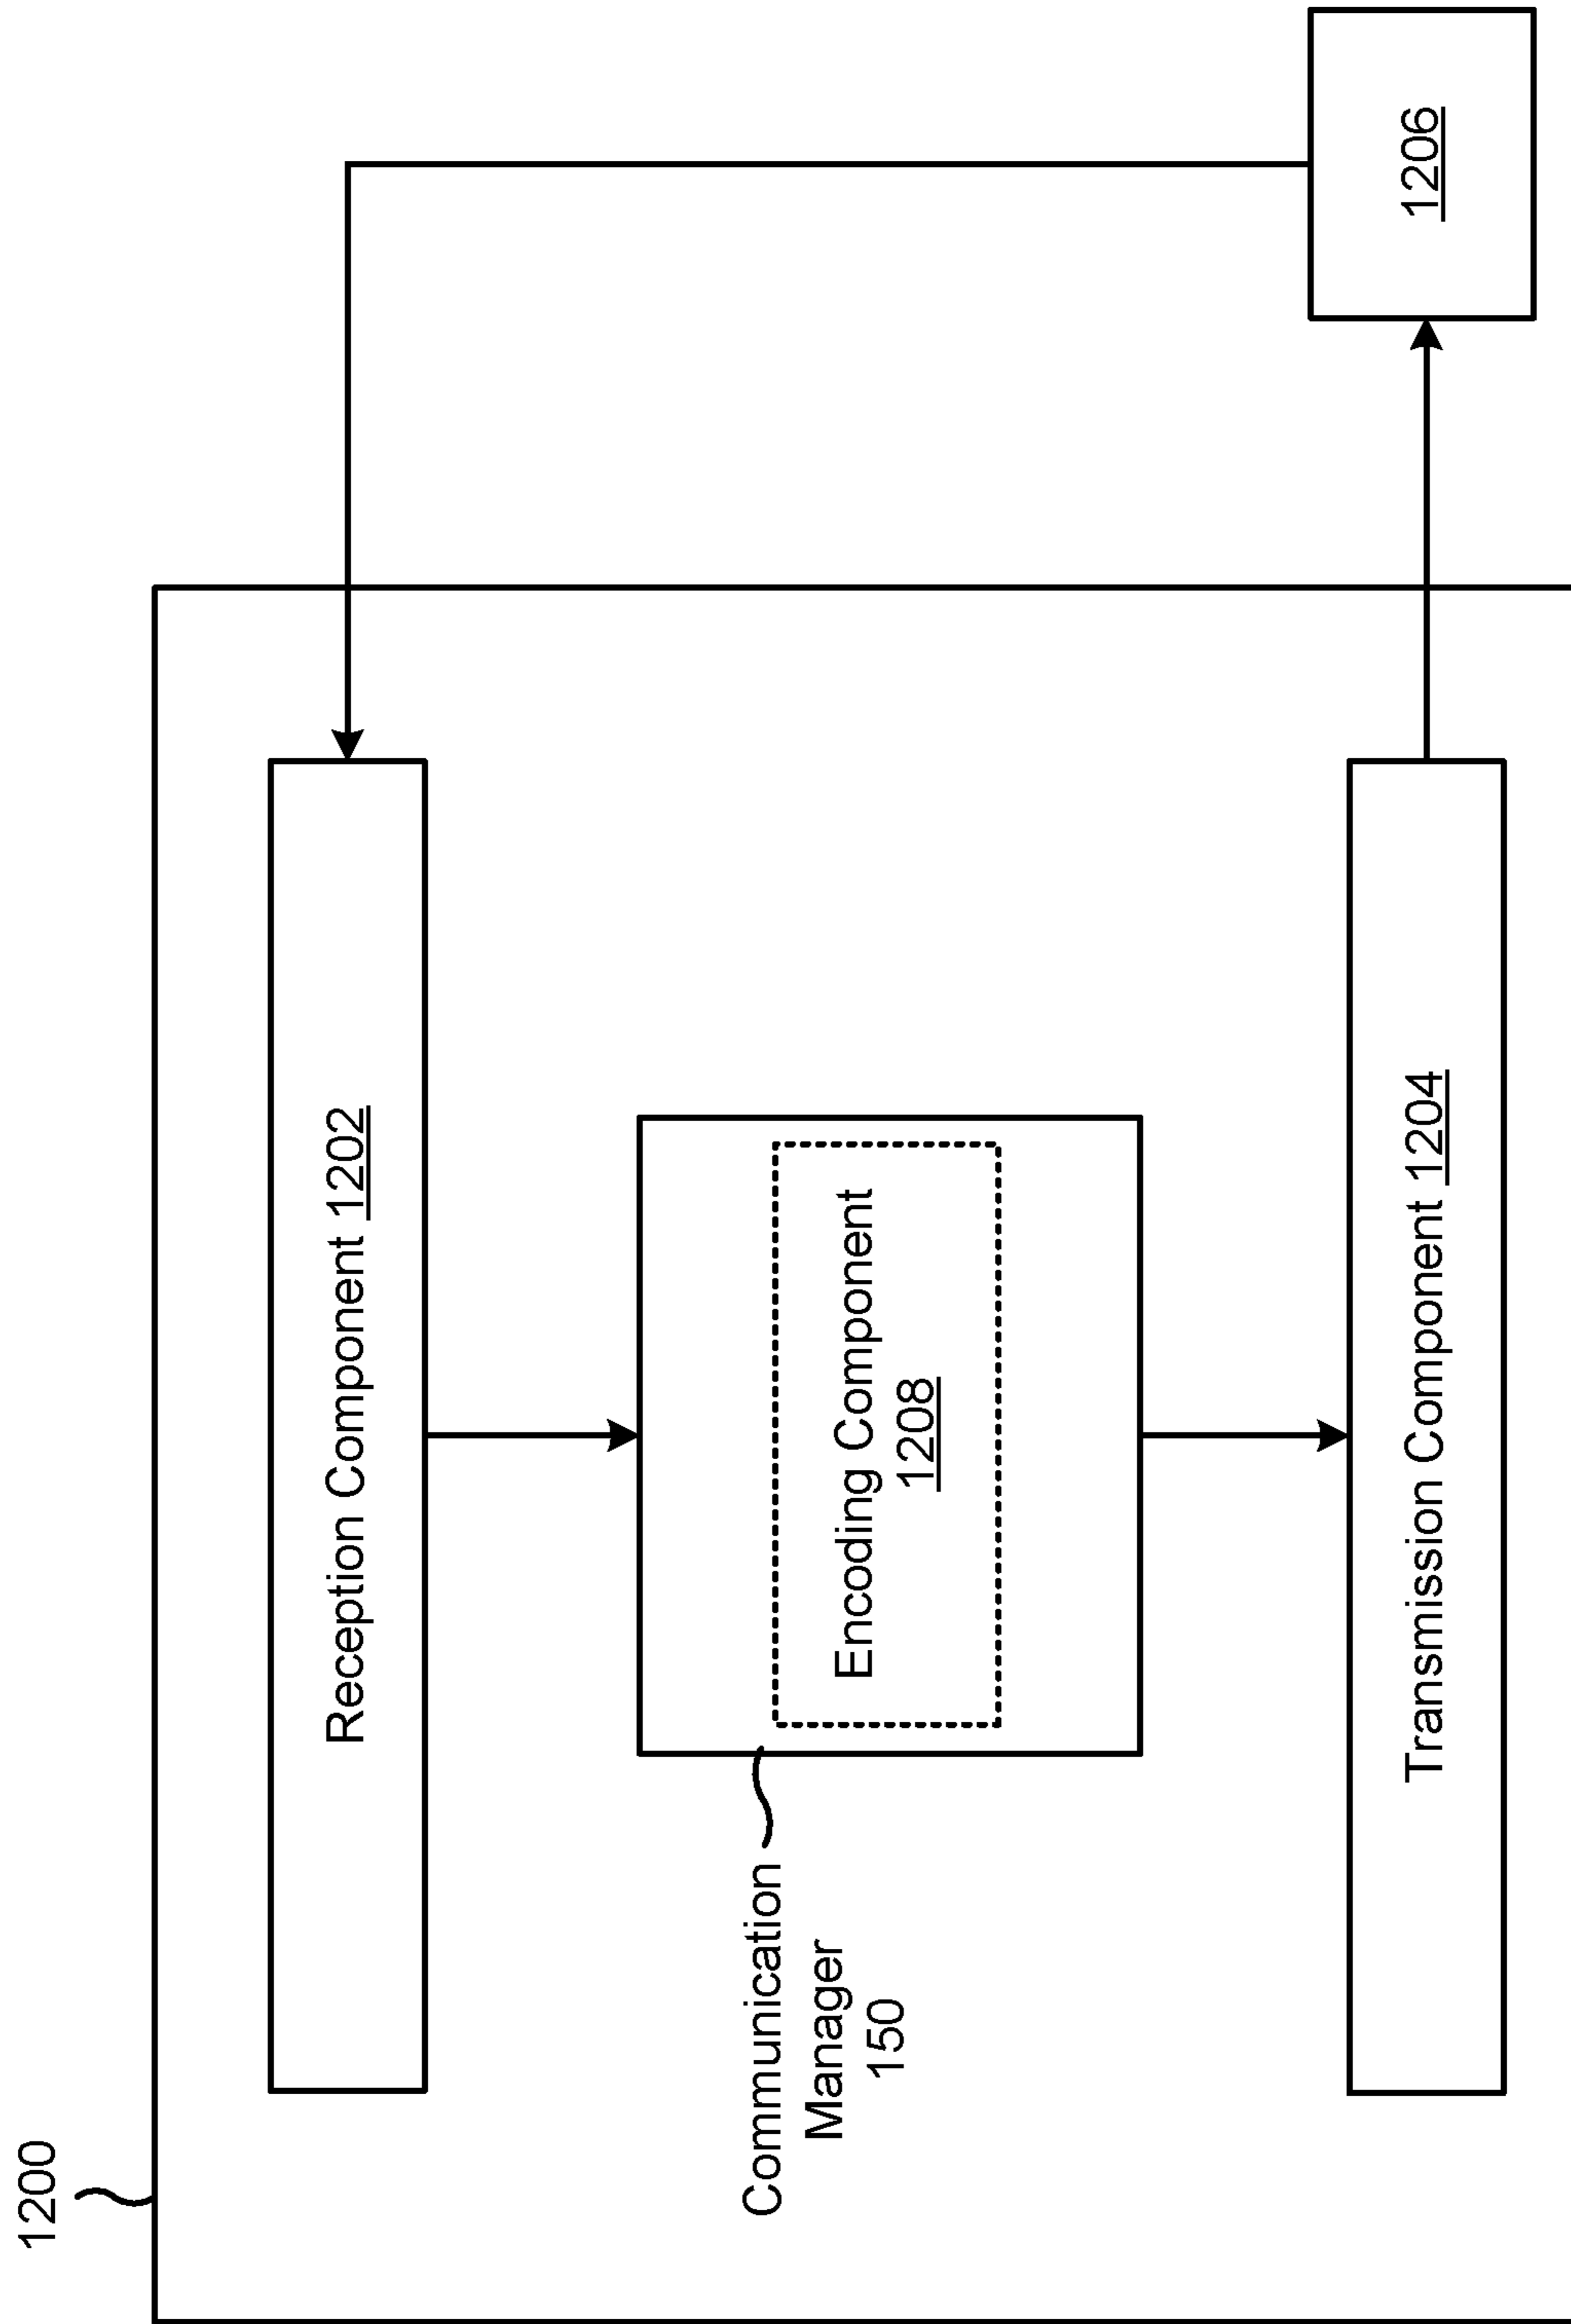 1200
Reception Component 1202
Communication
Manager
150
Encoding Component
1208
Transmission Component 1204
1206